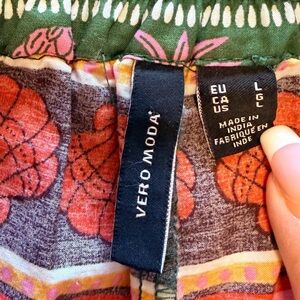 VERO MODA
EU L
CA G
US L
MADE IN
INDIA
FABRIQUÉ EN
INDE